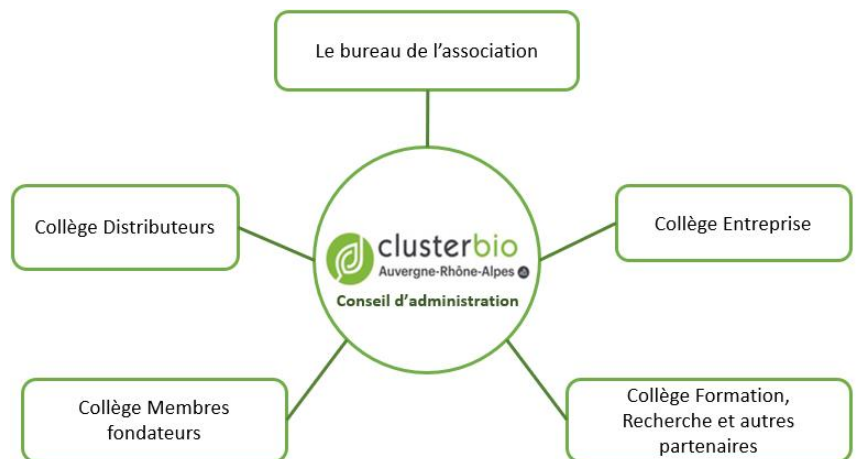 Le bureau de l’association
Collège Distributeurs
Collège Entreprise
clusterbio
Auvergne-Rhône-Alpes
Conseil d’administration
Collège Membres
fondateurs
Collège Formation,
Recherche et autres
partenaires